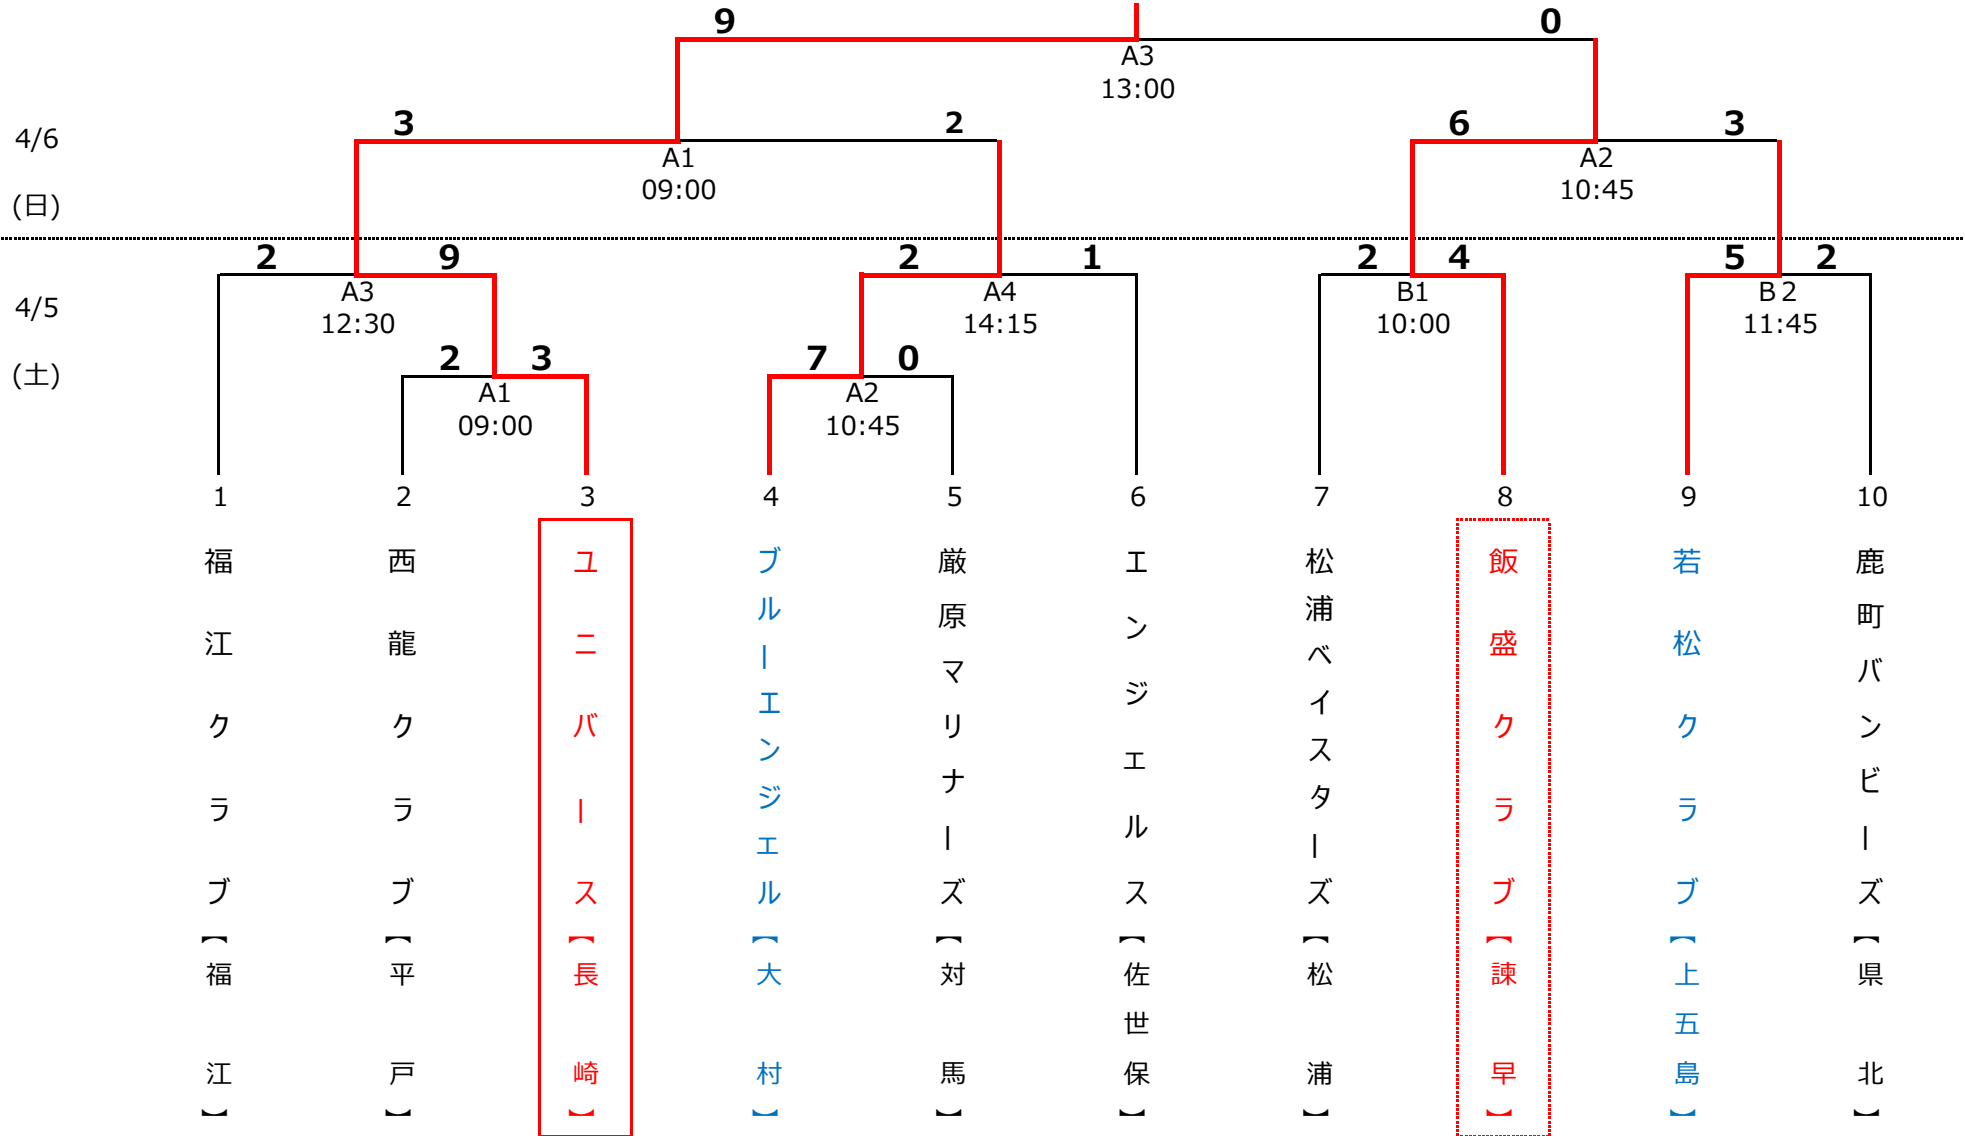 9 0
A3
13:00
4/6
(日)
3 2 6 3
A1 A2
09:00 10:45
2 9 2 1 2 4 5 2
4/5
(土)
A3 A4 B1 B2
12:30 14:15 10:00 11:45
2 3 7 0
A1 A2
09:00 10:45
1 2 3 4 5 6 7 8 9 10
福江クラブ【福江】
西龍クラブ【平戸】
ユニバース【長崎】
ブルーエンジェル【大村】
厳原マリナーズ【対馬】
エンジェルス【佐世保】
松浦ベイスターズ【松浦】
飯盛クラブ【諫早】
若松クラブ【上五島】
鹿町バンビーズ【県北】